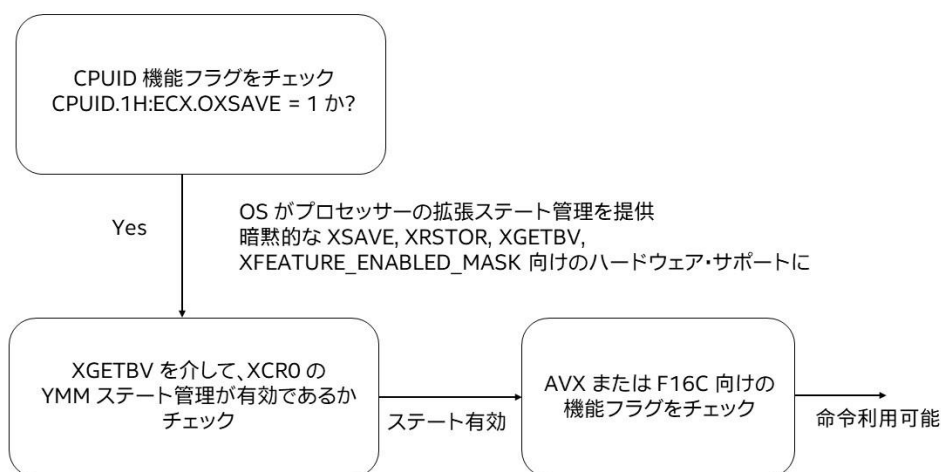 CPUID 機能フラグをチェック
CPUID.1H:ECX.OXSAVE = 1 か?
Yes
OS がプロセッサーの拡張ステート管理を提供
暗黙的な XSAVE, XRSTOR, XGETBV,
XFEATURE_ENABLED_MASK 向けのハードウェア・サポートに
XGETBV を介して、XCR0 の
YMM ステート管理が有効であるか
チェック
ステート有効
AVX または F16C 向けの
機能フラグをチェック
命令利用可能